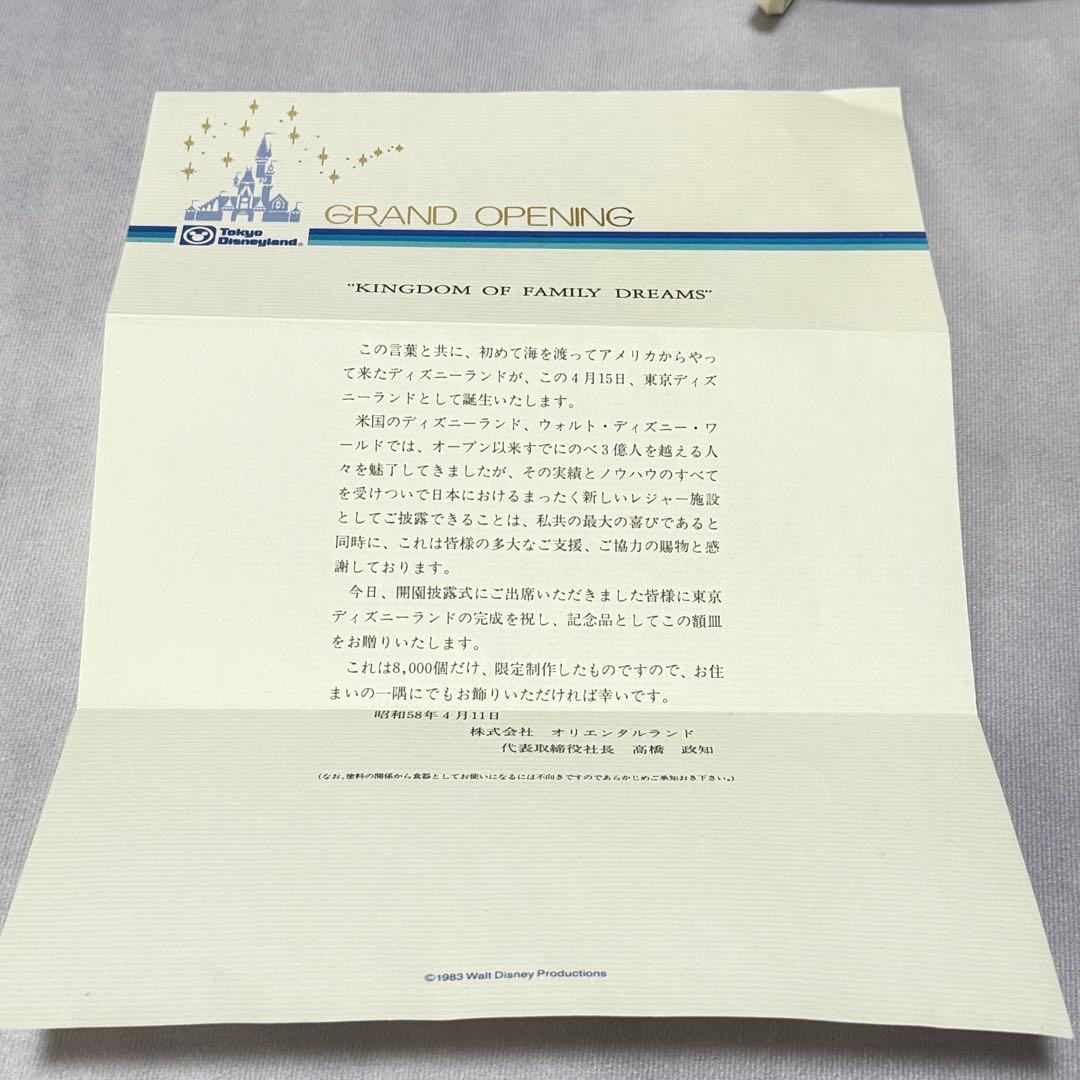 GRAND OPENING
Tokyo
Disneyland®
"KINGDOM OF FAMILY DREAMS"
この言葉と共に、初めて海を渡ってアメリカからやっ
て来たディズニーランドが、この4月15日、東京ディズ
ニーランドとして誕生いたします。
米国のディズニーランド、ウォルト・ディズニー・ワ
ールドでは、オープン以来すでにのべ3億人を越える人
々を魅了してきましたが、その実績とノウハウのすべて
を受けついで日本におけるまったく新しいレジャー施設
としてご披露できることは、私共の最大の喜びであると
同時に、これは皆様の多大なご支援、ご協力の賜物と感
謝しております。
今日、開園披露式にご出席いただきました皆様に東京
ディズニーランドの完成を祝し、記念品としてこの額皿
をお贈りいたします。
これは8,000個だけ、限定制作したものですので、お住
まいの一隅にでもお飾りいただければ幸いです。
昭和58年4月11日
株式会社 オリエンタルランド
代表取締役社長 高橋 政知
(なお、塗料の関係から食器としてお使いになるには不向きですのであらかじめご承知おき下さい。)
©1983 Walt Disney Productions